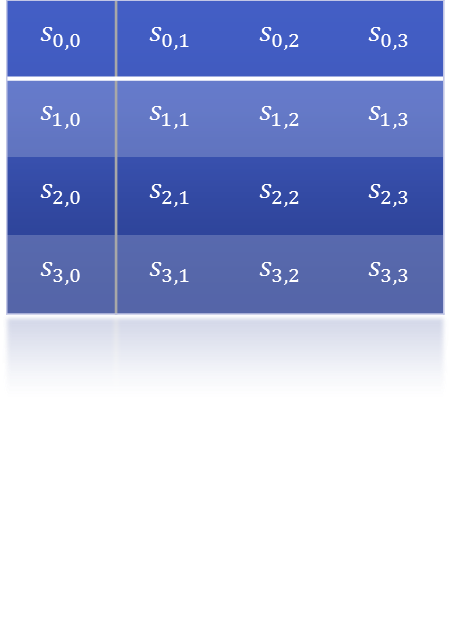 s0,0 s0,1 s0,2 s0,3
s1,0 s1,1 s1,2 s1,3
s2,0 s2,1 s2,2 s2,3
s3,0 s3,1 s3,2 s3,3